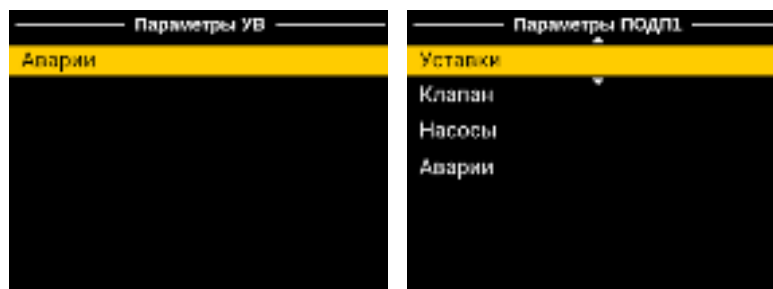 Параметры УВ
Аварии
Параметры ПОДП1
Уставки
Клапан
Насосы
Аварии